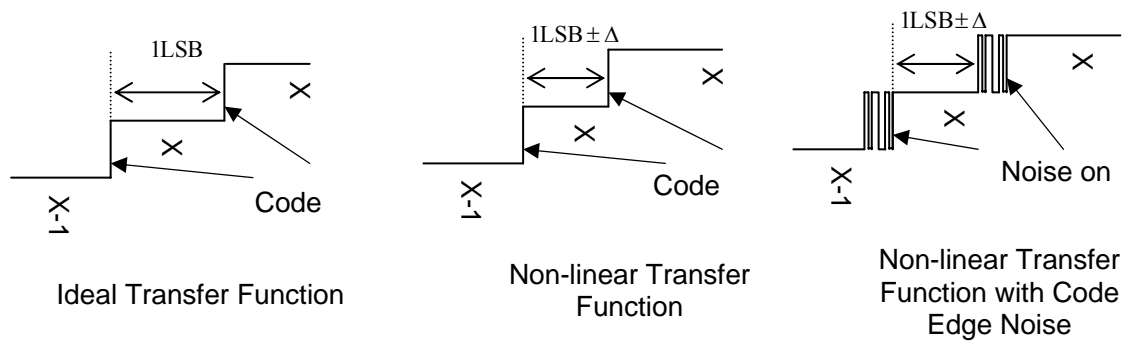 1LSB
X
X
X-1
Code
Ideal Transfer Function
1LSB ± Δ
X
X
X-1
Code
Non-linear Transfer
Function
1LSB ± Δ
X
X
X-1
Noise on
Non-linear Transfer
Function with Code
Edge Noise